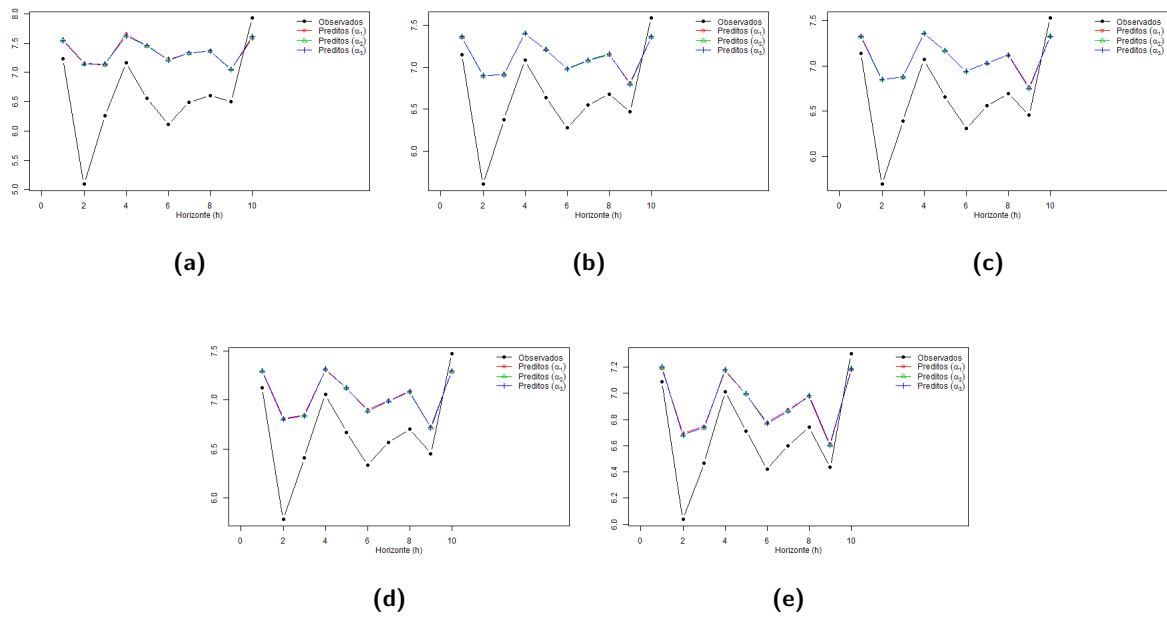 8.0
7.5
7.0
6.5
6.0
5.5
5.0
0 2 4 6 8 10
Horizonte (h)
Observados
Preditos (α₁)
Preditos (α₂)
Preditos (α₃)
(a)
7.5
7.0
6.5
6.0
0 2 4 6 8 10
Horizonte (h)
Observados
Preditos (α₁)
Preditos (α₂)
Preditos (α₃)
(b)
7.5
7.0
6.5
6.0
0 2 4 6 8 10
Horizonte (h)
Observados
Preditos (α₁)
Preditos (α₂)
Preditos (α₃)
(c)
7.5
7.0
6.5
6.0
0 2 4 6 8 10
Horizonte (h)
Observados
Preditos (α₁)
Preditos (α₂)
Preditos (α₃)
(d)
7.2
7.0
6.8
6.6
6.4
6.2
6.0
0 2 4 6 8 10
Horizonte (h)
Observados
Preditos (α₁)
Preditos (α₂)
Preditos (α₃)
(e)